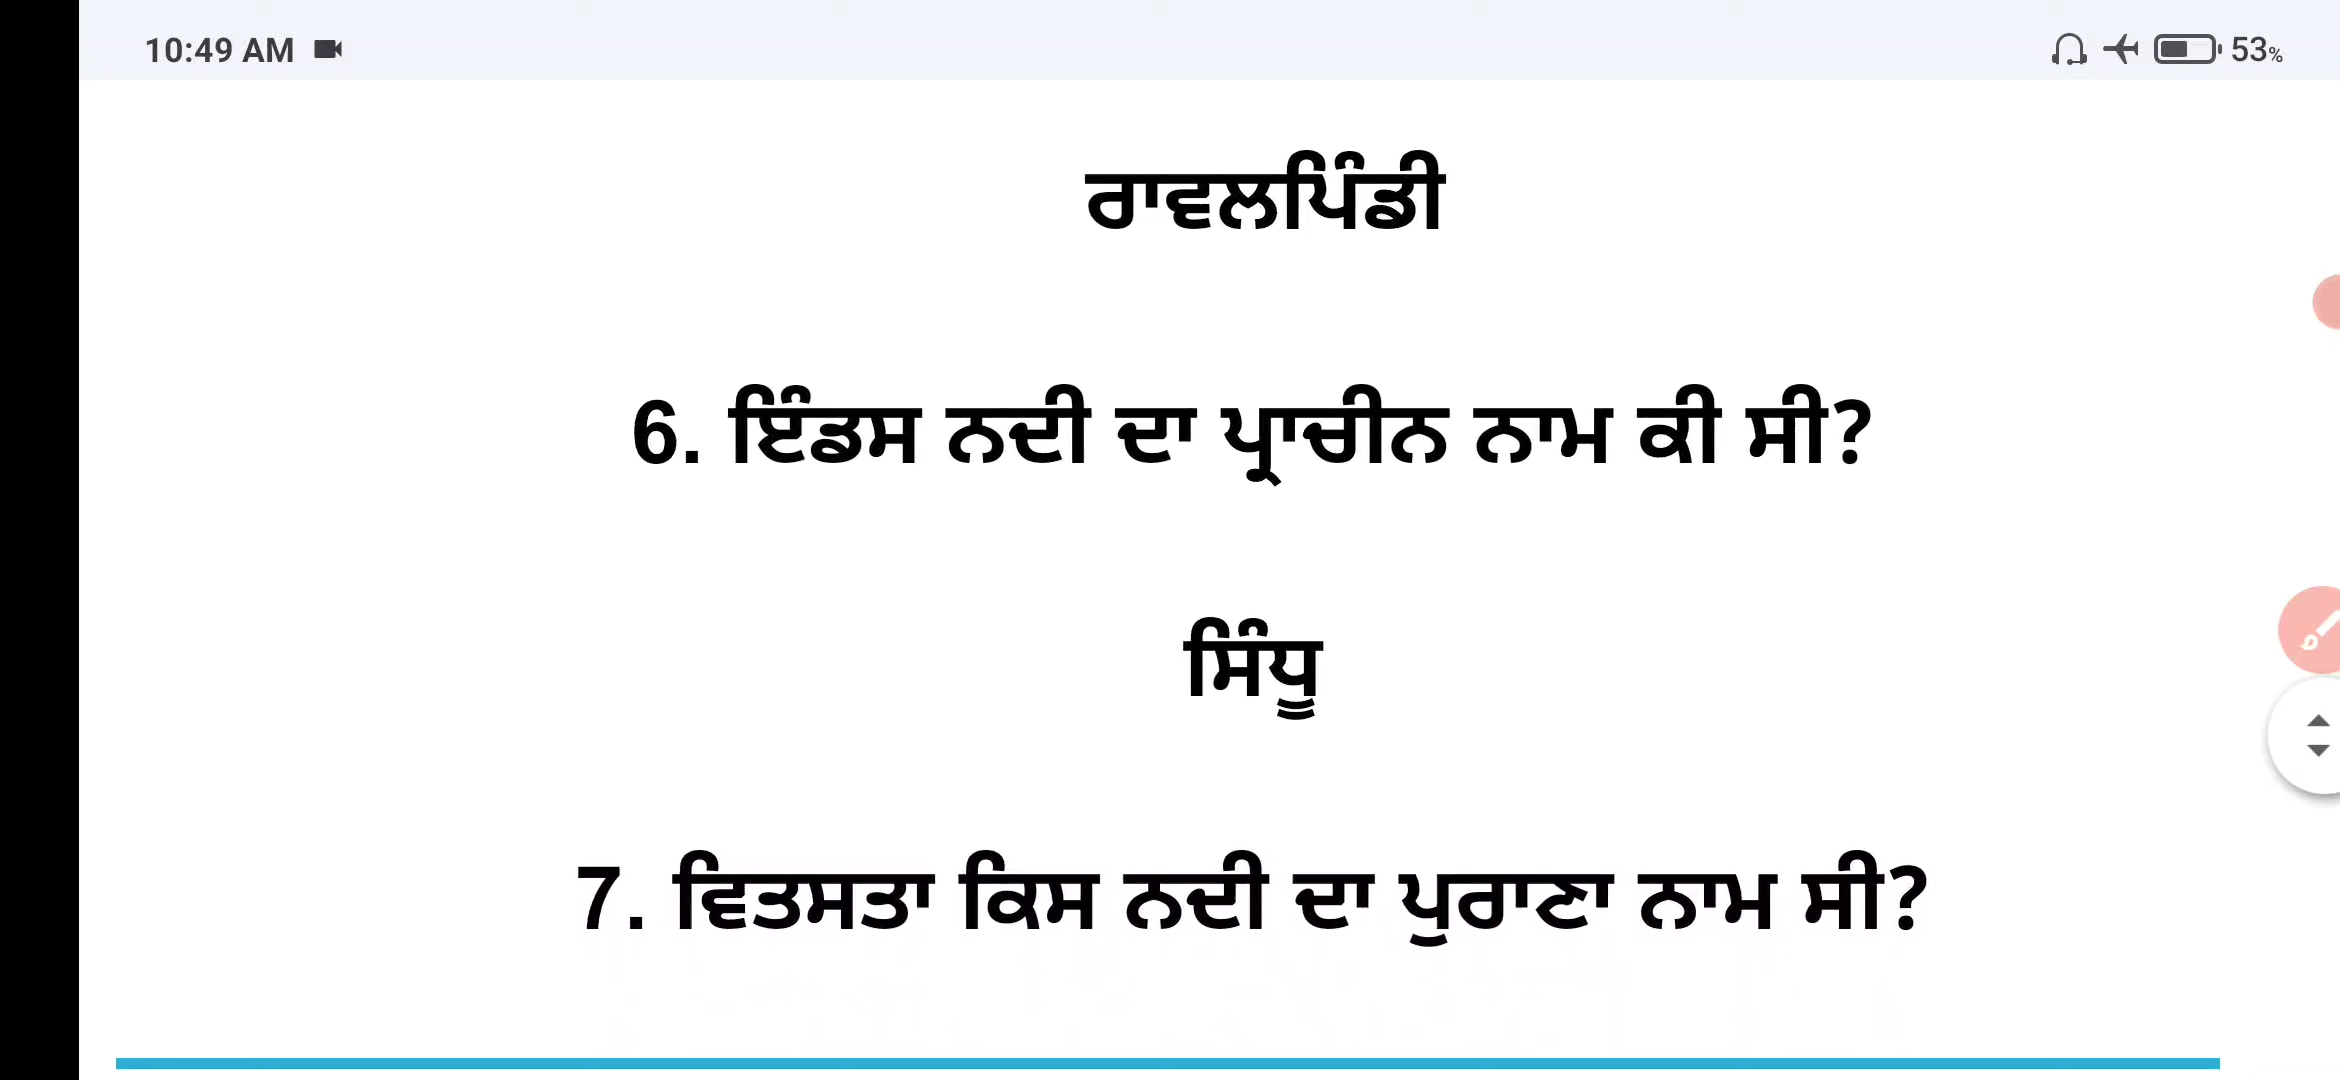 10:49 AM 53%
ਰਾਵਲਪਿੰਡੀ
6. ਇੰਡਸ ਨਦੀ ਦਾ ਪ੍ਰਾਚੀਨ ਨਾਮ ਕੀ ਸੀ?
ਸਿੰਧੂ
7. ਵਿਤਸਤਾ ਕਿਸ ਨਦੀ ਦਾ ਪੁਰਾਣਾ ਨਾਮ ਸੀ?